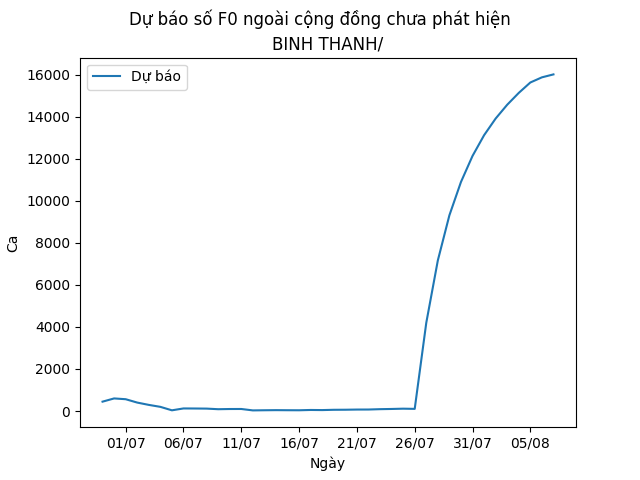 Dự báo số F0 ngoài cộng đồng chưa phát hiện
BINH THANH/
Dự báo
16000
14000
12000
10000
8000
6000
4000
2000
0
Ca
01/07 06/07 11/07 16/07 21/07 26/07 31/07 05/08
Ngày